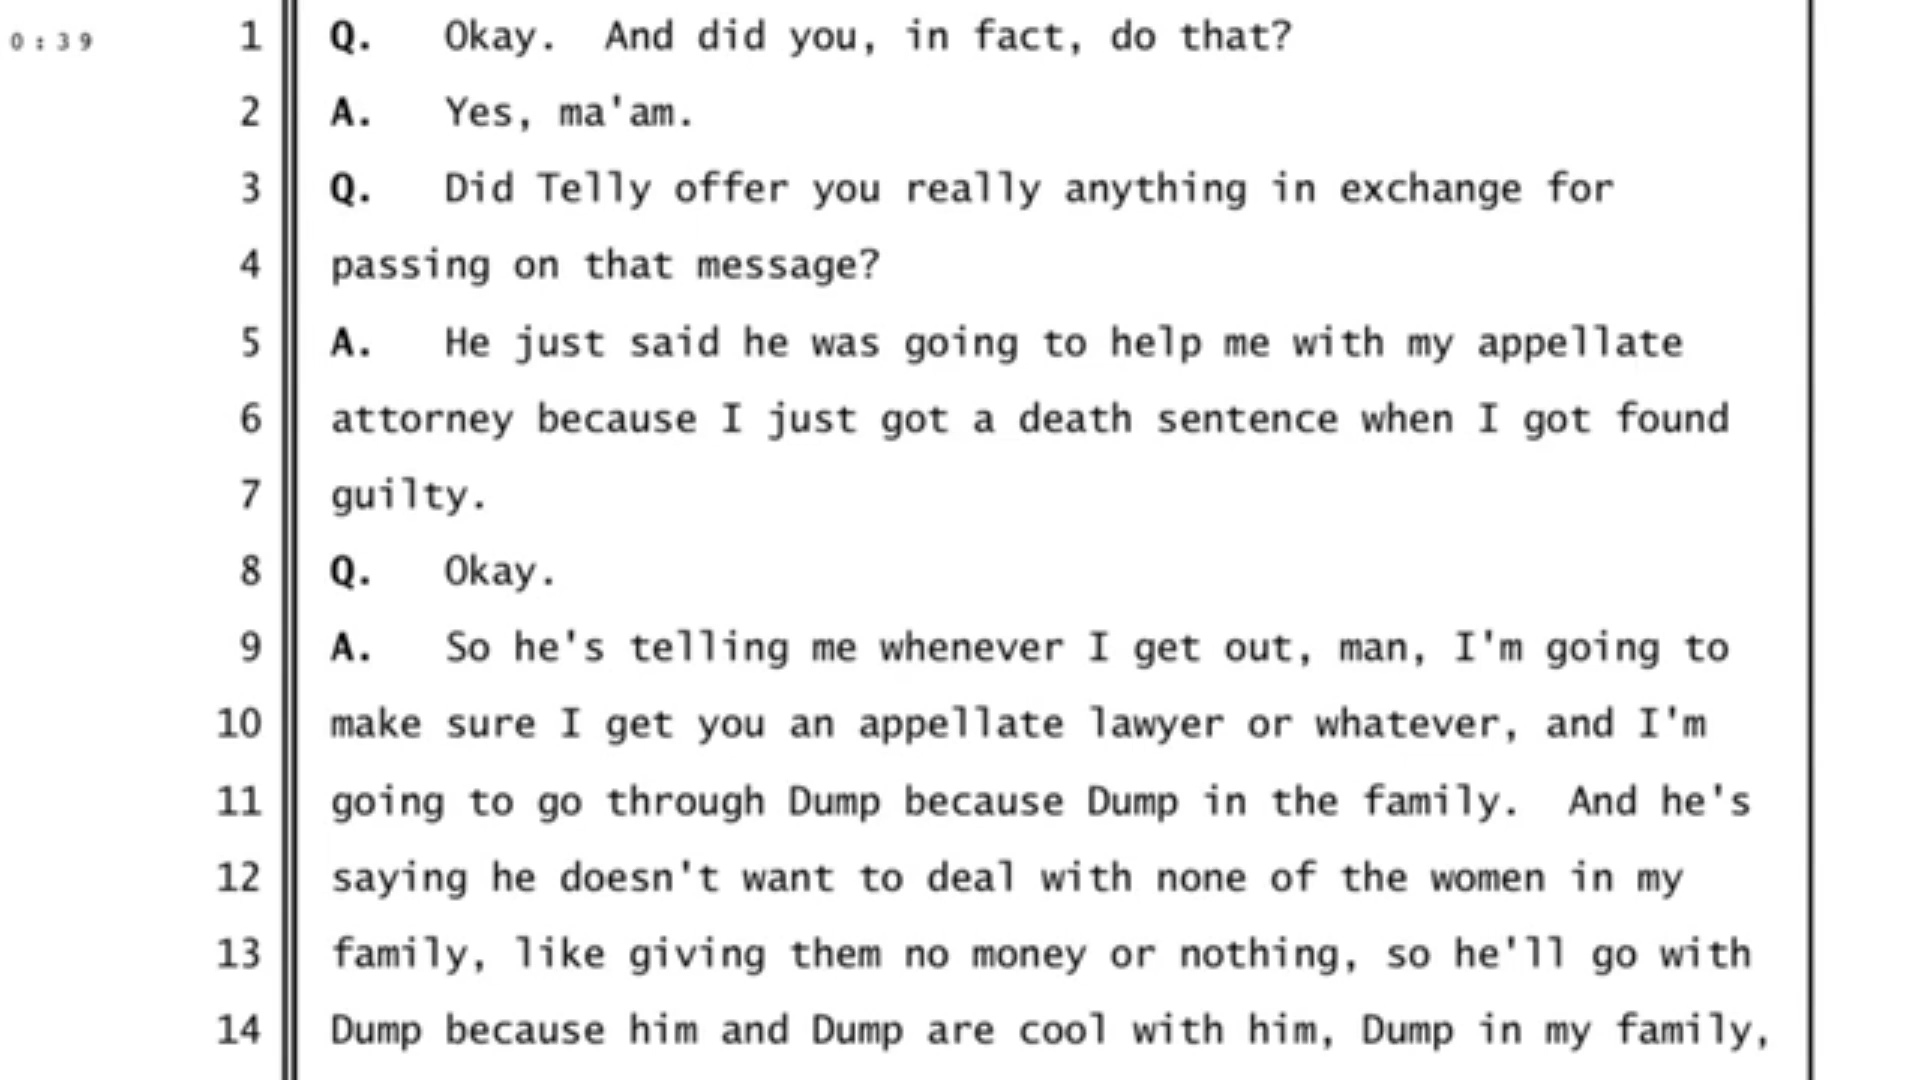 0:39 1 Q. Okay. And did you, in fact, do that?
2 A. Yes, ma'am.
3 Q. Did Telly offer you really anything in exchange for
4 passing on that message?
5 A. He just said he was going to help me with my appellate
6 attorney because I just got a death sentence when I got found
7 guilty.
8 Q. Okay.
9 A. So he's telling me whenever I get out, man, I'm going to
10 make sure I get you an appellate lawyer or whatever, and I'm
11 going to go through Dump because Dump in the family. And he's
12 saying he doesn't want to deal with none of the women in my
13 family, like giving them no money or nothing, so he'll go with
14 Dump because him and Dump are cool with him, Dump in my family,